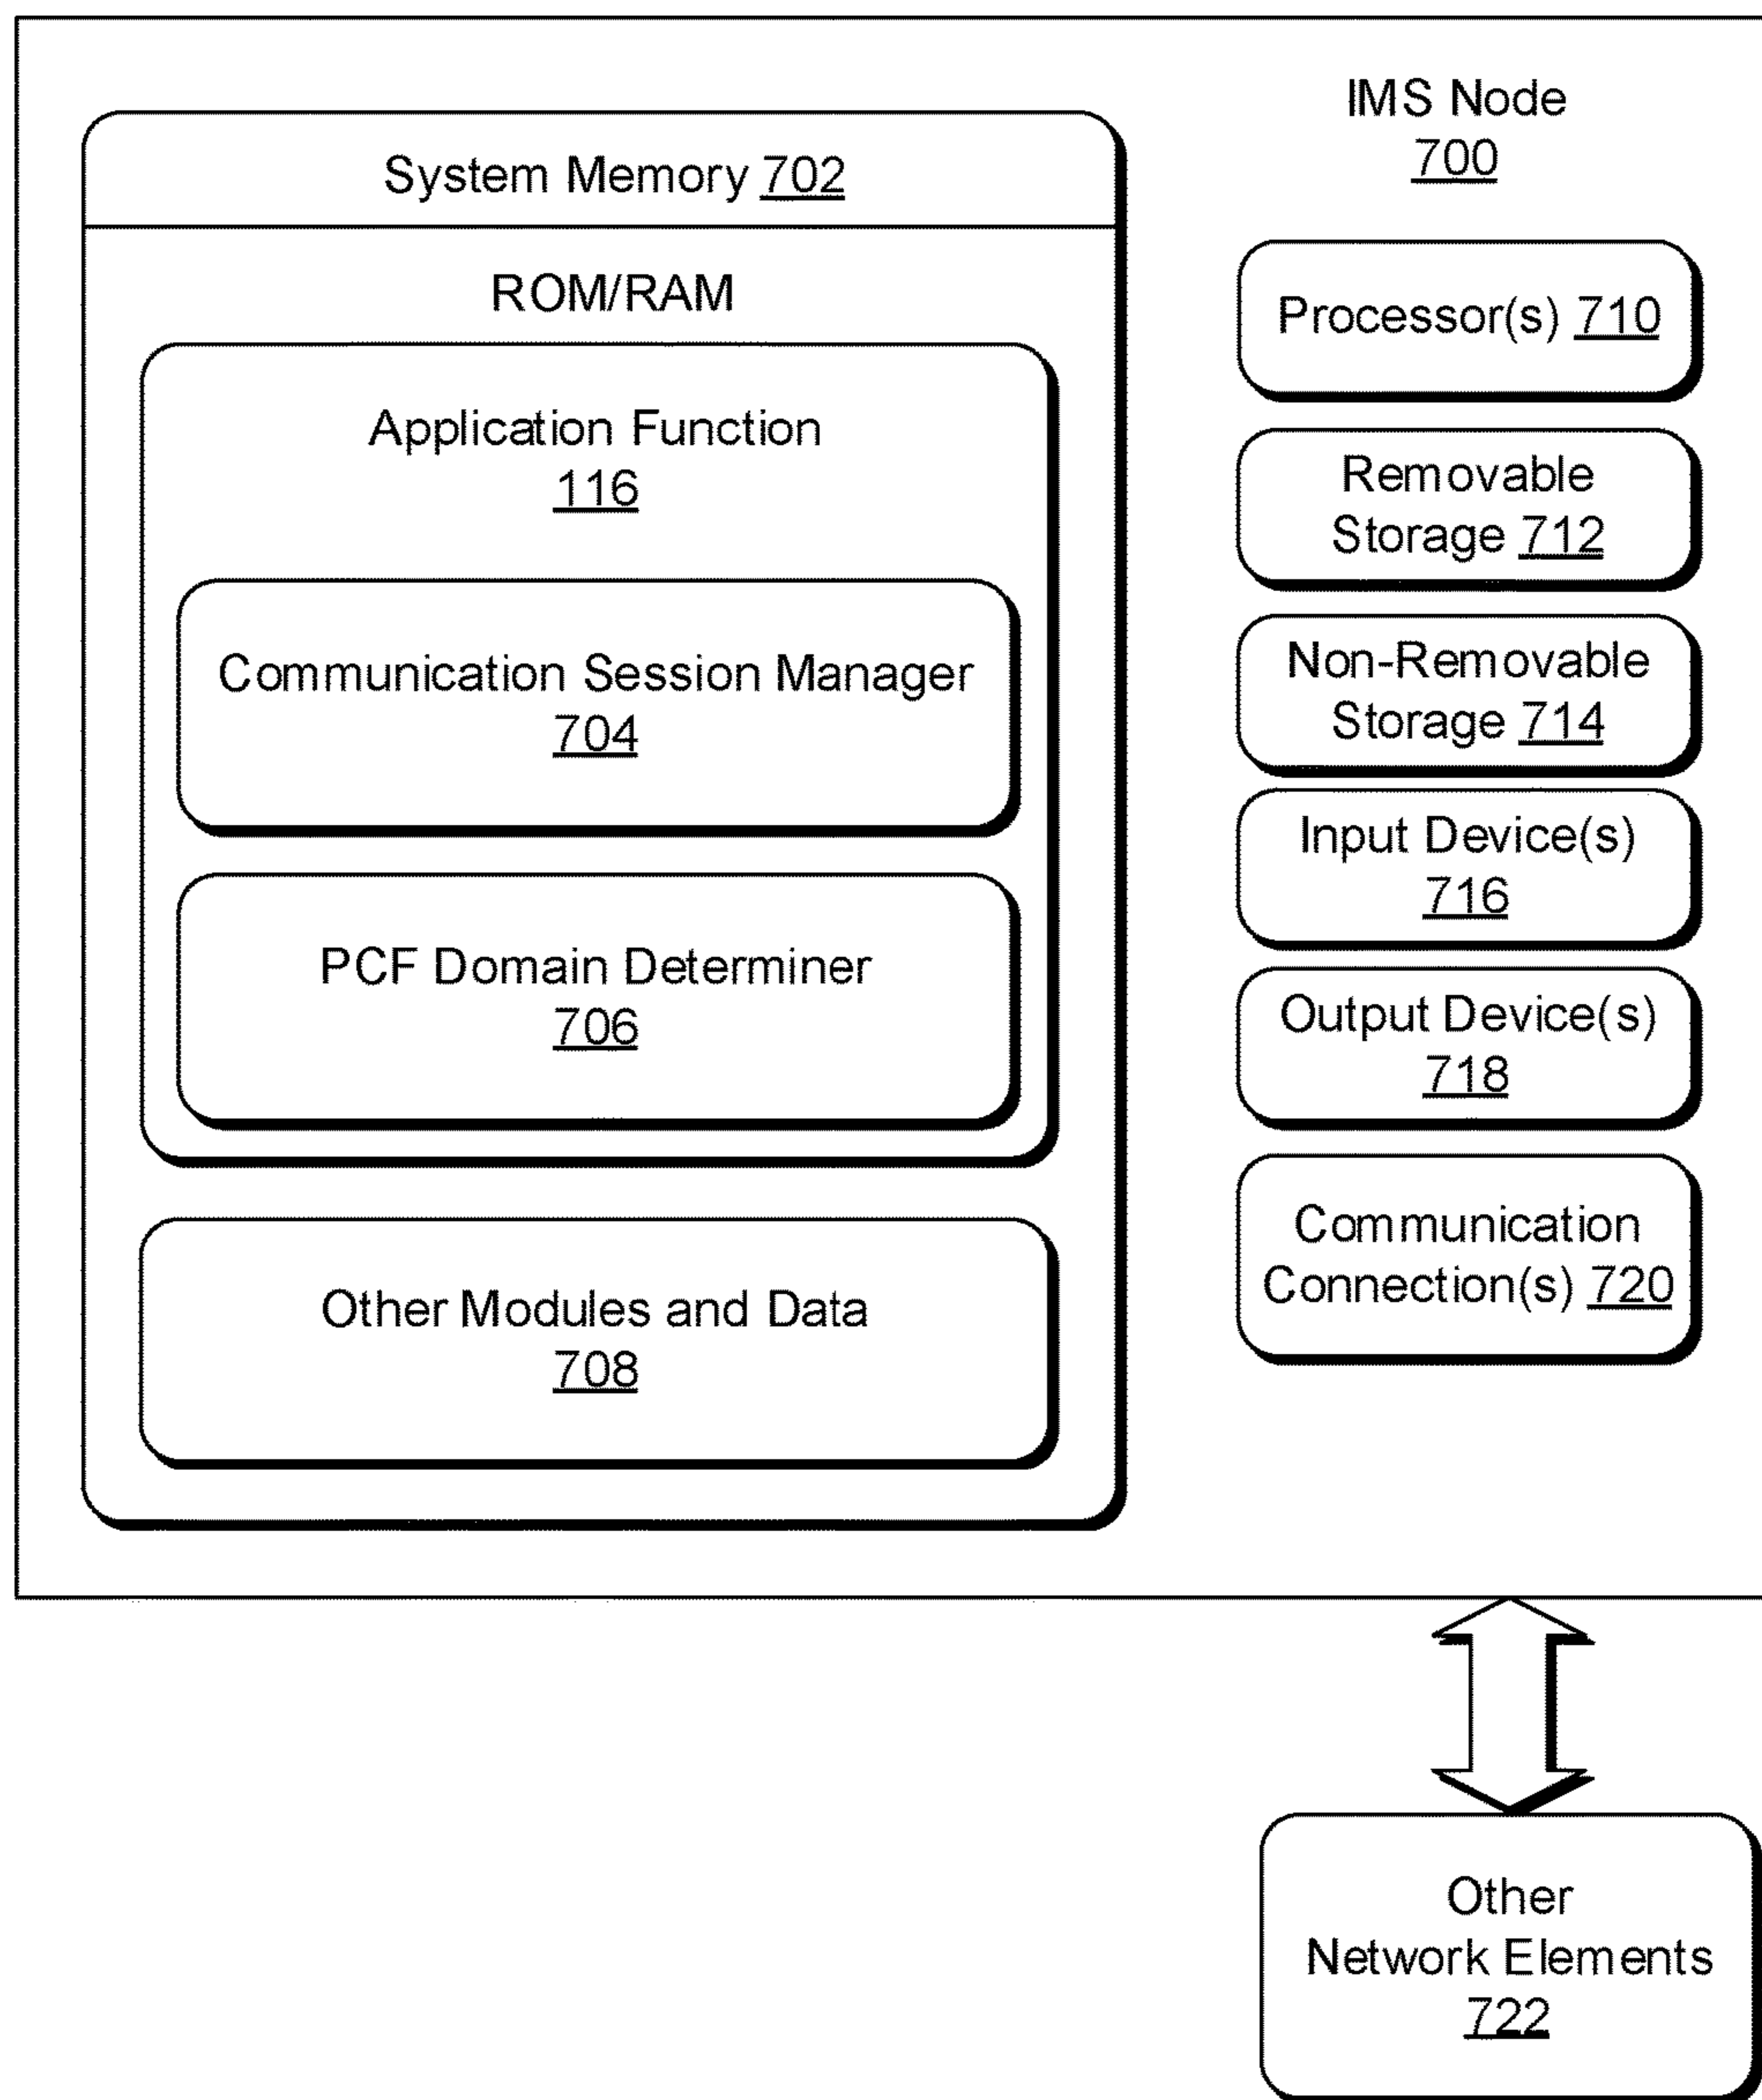 System Memory 702
ROM/RAM
Application Function
116
Communication Session Manager
704
PCF Domain Determiner
706
Other Modules and Data
708
IMS Node
700
Processor(s) 710
Removable
Storage 712
Non-Removable
Storage 714
Input Device(s)
716
Output Device(s)
718
Communication
Connection(s) 720
Other
Network Elements
722